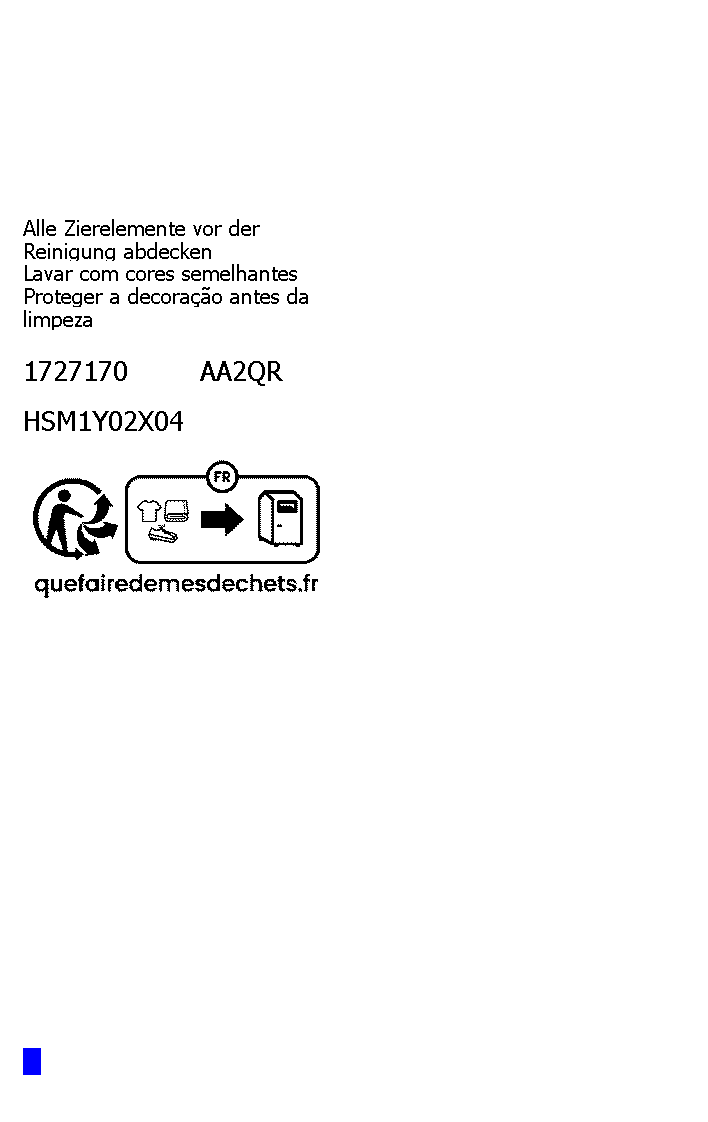 Alle Zierelemente vor der
Reinigung abdecken
Lavar com cores semelhantes
Proteger a decoração antes da
limpeza
1727170 AA2QR
HSM1Y02X04
FR
quefairedemesdechets.fr